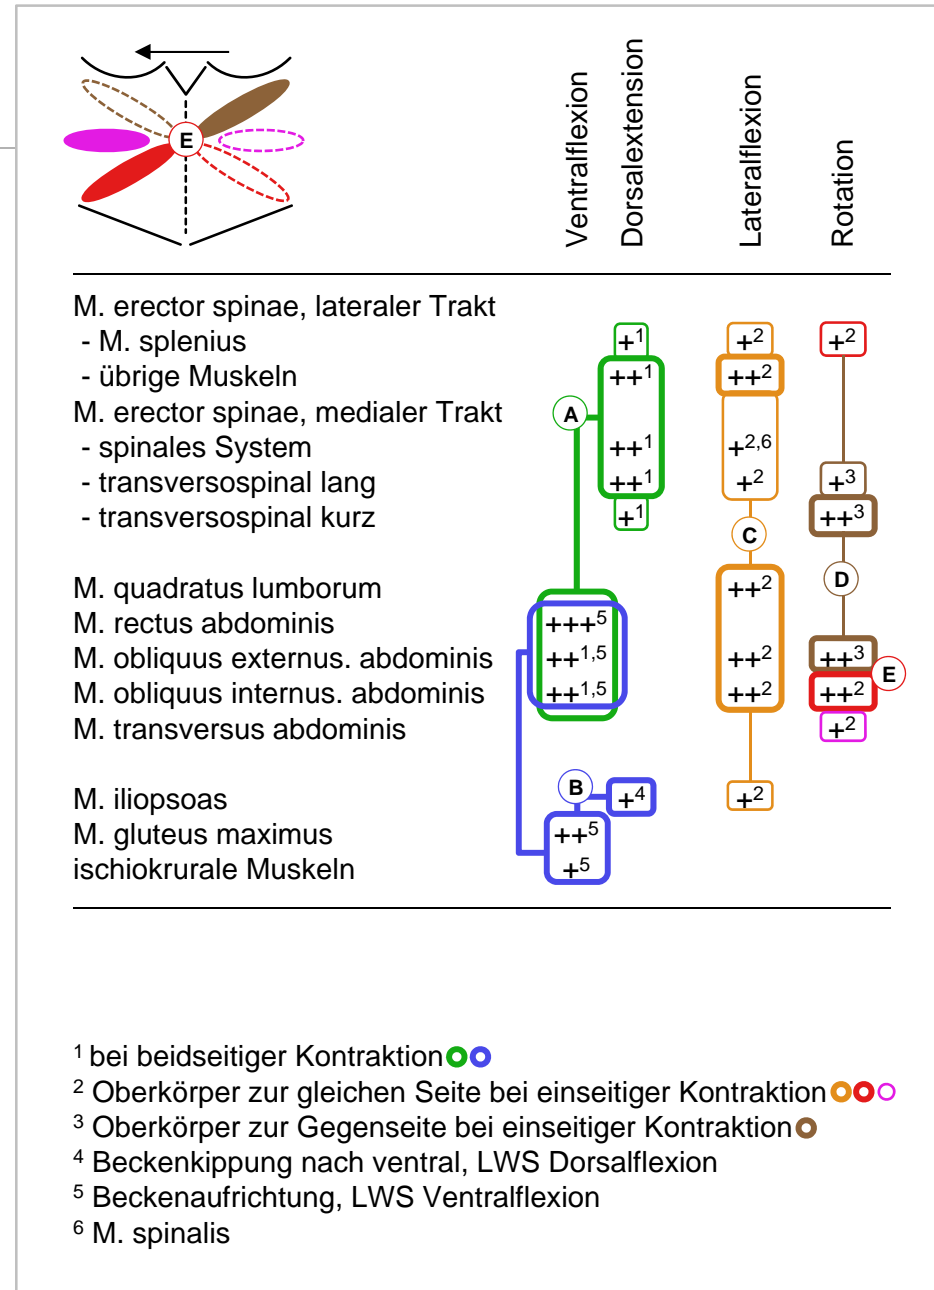 E
Ventralflexion
Dorsalextension
Lateralflexion
Rotation
M. erector spinae, lateraler Trakt
- M. splenius +1 +2 +2
- übrige Muskeln ++1 ++2
M. erector spinae, medialer Trakt
A
- spinales System ++1 +2,6
- transversospinal lang ++1 +2 +3
- transversospinal kurz +1 ++3
C
M. quadratus lumborum ++2
D
M. rectus abdominis +++5
M. obliquus externus. abdominis ++1,5 ++2 ++3
E
M. obliquus internus. abdominis ++1,5 ++2 ++2
M. transversus abdominis +2
B
M. iliopsoas +4 +2
M. gluteus maximus ++5
ischiokrurale Muskeln +5
1 bei beidseitiger Kontraktion
2 Oberkörper zur gleichen Seite bei einseitiger Kontraktion
3 Oberkörper zur Gegenseite bei einseitiger Kontraktion
4 Beckenkippung nach ventral, LWS Dorsalflexion
5 Beckenaufrichtung, LWS Ventralflexion
6 M. spinalis